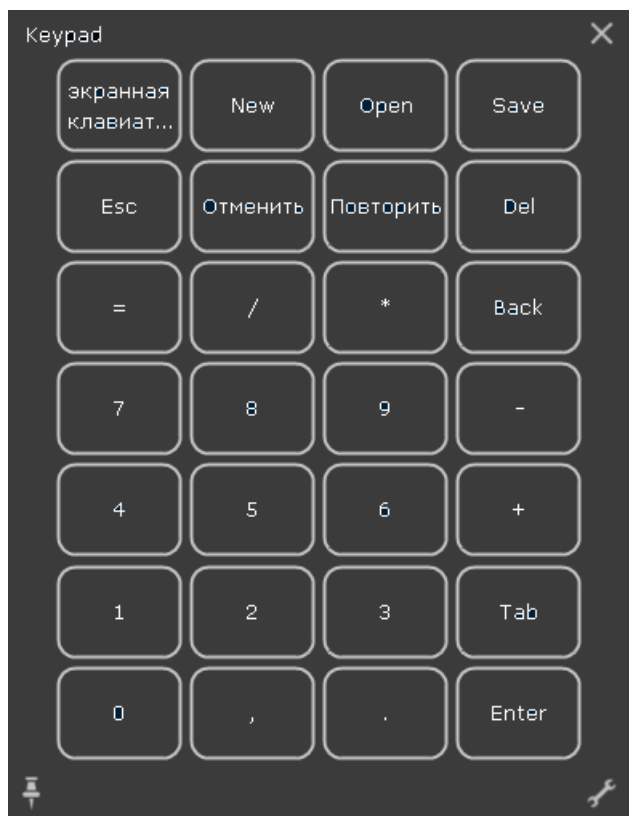 Keypad
экранная
клавиат...
New
Open
Save
Esc
Отменить
Повторить
Del
=
/
*
Back
7
8
9
-
4
5
6
+
1
2
3
Tab
0
,
.
Enter